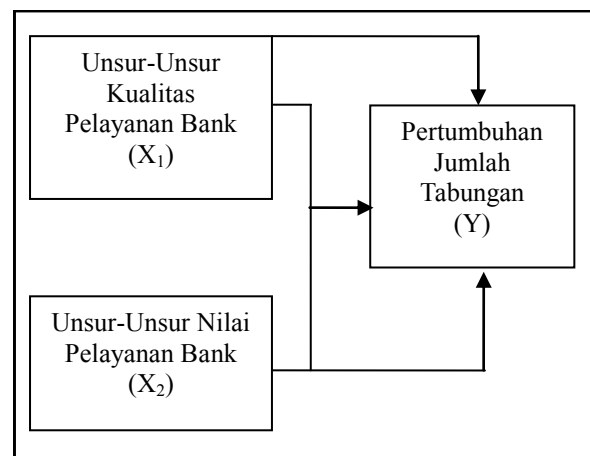 Unsur-Unsur
Kualitas
Pelayanan Bank
(X₁)
Pertumbuhan
Jumlah
Tabungan
(Y)
Unsur-Unsur Nilai
Pelayanan Bank
(X₂)